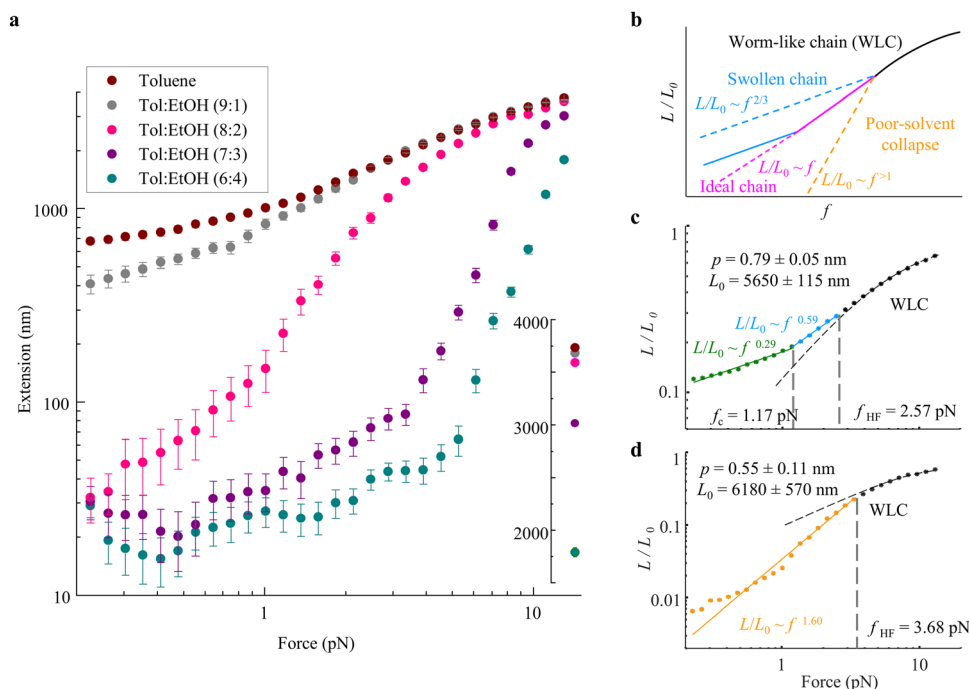 a
Toluene
Tol:EtOH (9:1)
Tol:EtOH (8:2)
Tol:EtOH (7:3)
Tol:EtOH (6:4)
1000
100
10
Extension (nm)
1
10
Force (pN)
4000
3000
2000
b
Worm-like chain (WLC)
Swollen chain
L/L0 ~ f^2/3
Poor-solvent
collapse
L/L0 ~ f
Ideal chain
L/L0 ~ f^>1
L / L0
f
c
1
0.1
L / L0
p = 0.79 ± 0.05 nm
L0 = 5650 ± 115 nm
WLC
L/L0 ~ f^0.59
L/L0 ~ f^0.29
fc = 1.17 pN
fHF = 2.57 pN
d
1
0.1
0.01
L / L0
p = 0.55 ± 0.11 nm
L0 = 6180 ± 570 nm
WLC
L/L0 ~ f^1.60
fHF = 3.68 pN
1
10
Force (pN)